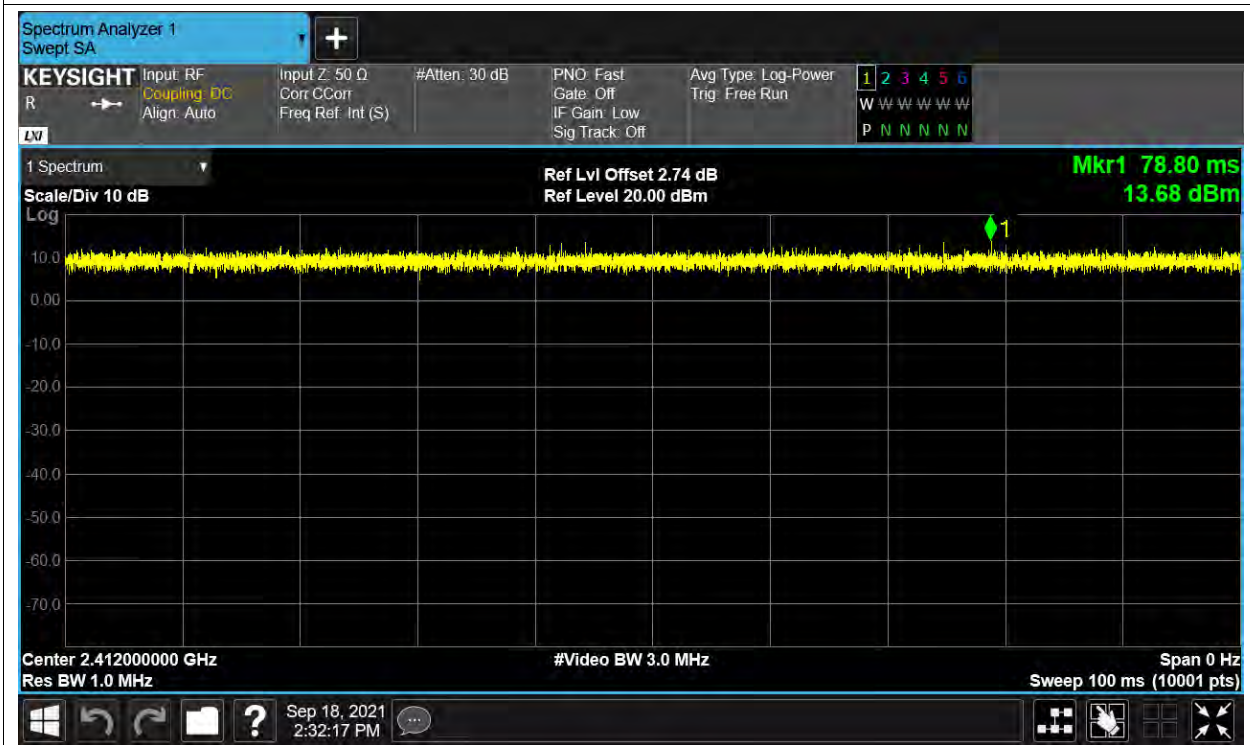 Spectrum Analyzer 1
Swept SA
+
KEYSIGHT
R
LXI
Input: RF
Coupling: DC
Align: Auto
Input Z: 50 Ω
Corr CCorr
Freq Ref: Int (S)
#Atten: 30 dB
PNO: Fast
Gate: Off
IF Gain: Low
Sig Track: Off
Avg Type: Log-Power
Trig: Free Run
1 2 3 4 5 6
W W W W W W
P N N N N N
1 Spectrum
Scale/Div 10 dB
Ref Lvl Offset 2.74 dB
Ref Level 20.00 dBm
Mkr1 78.80 ms
13.68 dBm
Log
1
10.0
0.00
-10.0
-20.0
-30.0
-40.0
-50.0
-60.0
-70.0
Center 2.412000000 GHz
#Video BW 3.0 MHz
Span 0 Hz
Res BW 1.0 MHz
Sweep 100 ms (10001 pts)
?
Sep 18, 2021
2:32:17 PM